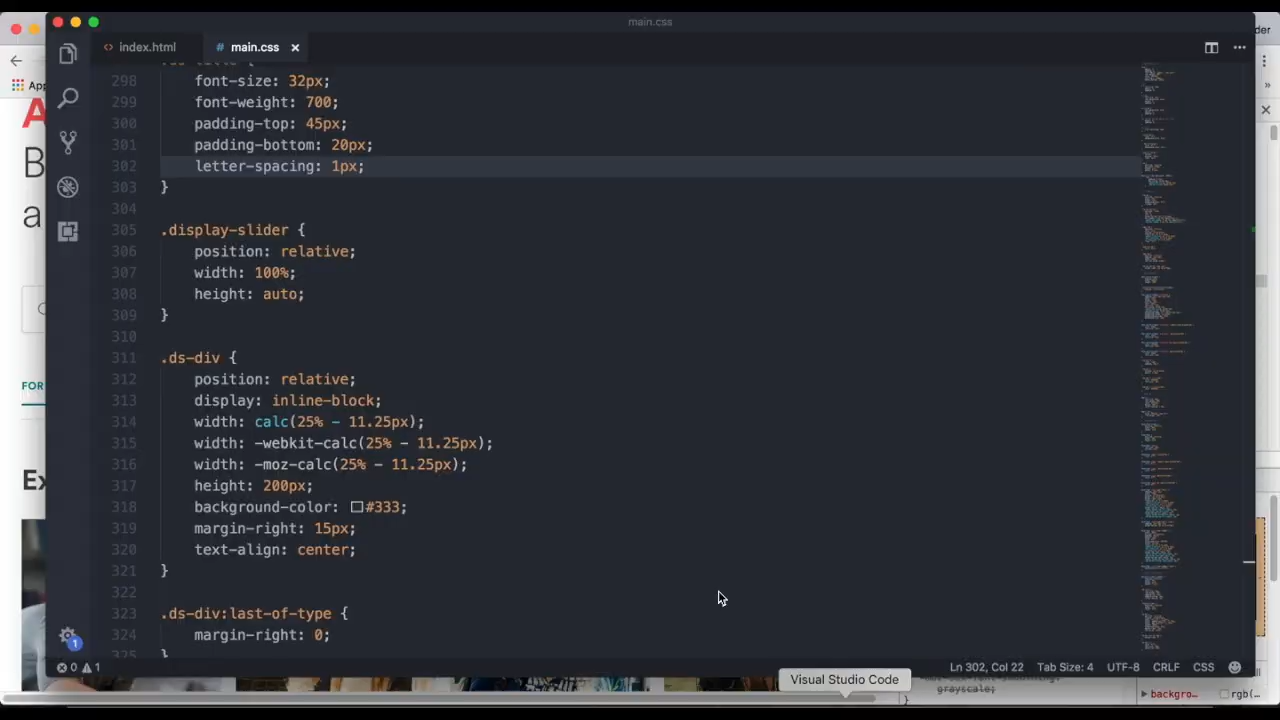 main.css
der
index.html
# main.css ×
App
298 font-size: 32px;
299 font-weight: 700;
300 padding-top: 45px;
301 padding-bottom: 20px;
302 letter-spacing: 1px;
303 }
304
305 .display-slider {
306 position: relative;
307 width: 100%;
308 height: auto;
309 }
310
311 .ds-div {
312 position: relative;
313 display: inline-block;
314 width: calc(25% - 11.25px);
315 width: -webkit-calc(25% - 11.25px);
316 width: -moz-calc(25% - 11.25px);
317 height: 200px;
318 background-color: #333;
319 margin-right: 15px;
320 text-align: center;
321 }
322
323 .ds-div:last-of-type {
324 margin-right: 0;
325 }
A
B
a
FOR
Ex
0 1
1
Ln 302, Col 22 Tab Size: 4 UTF-8 CRLF CSS
Visual Studio Code
grayscale;
}
backgro... rgb(...